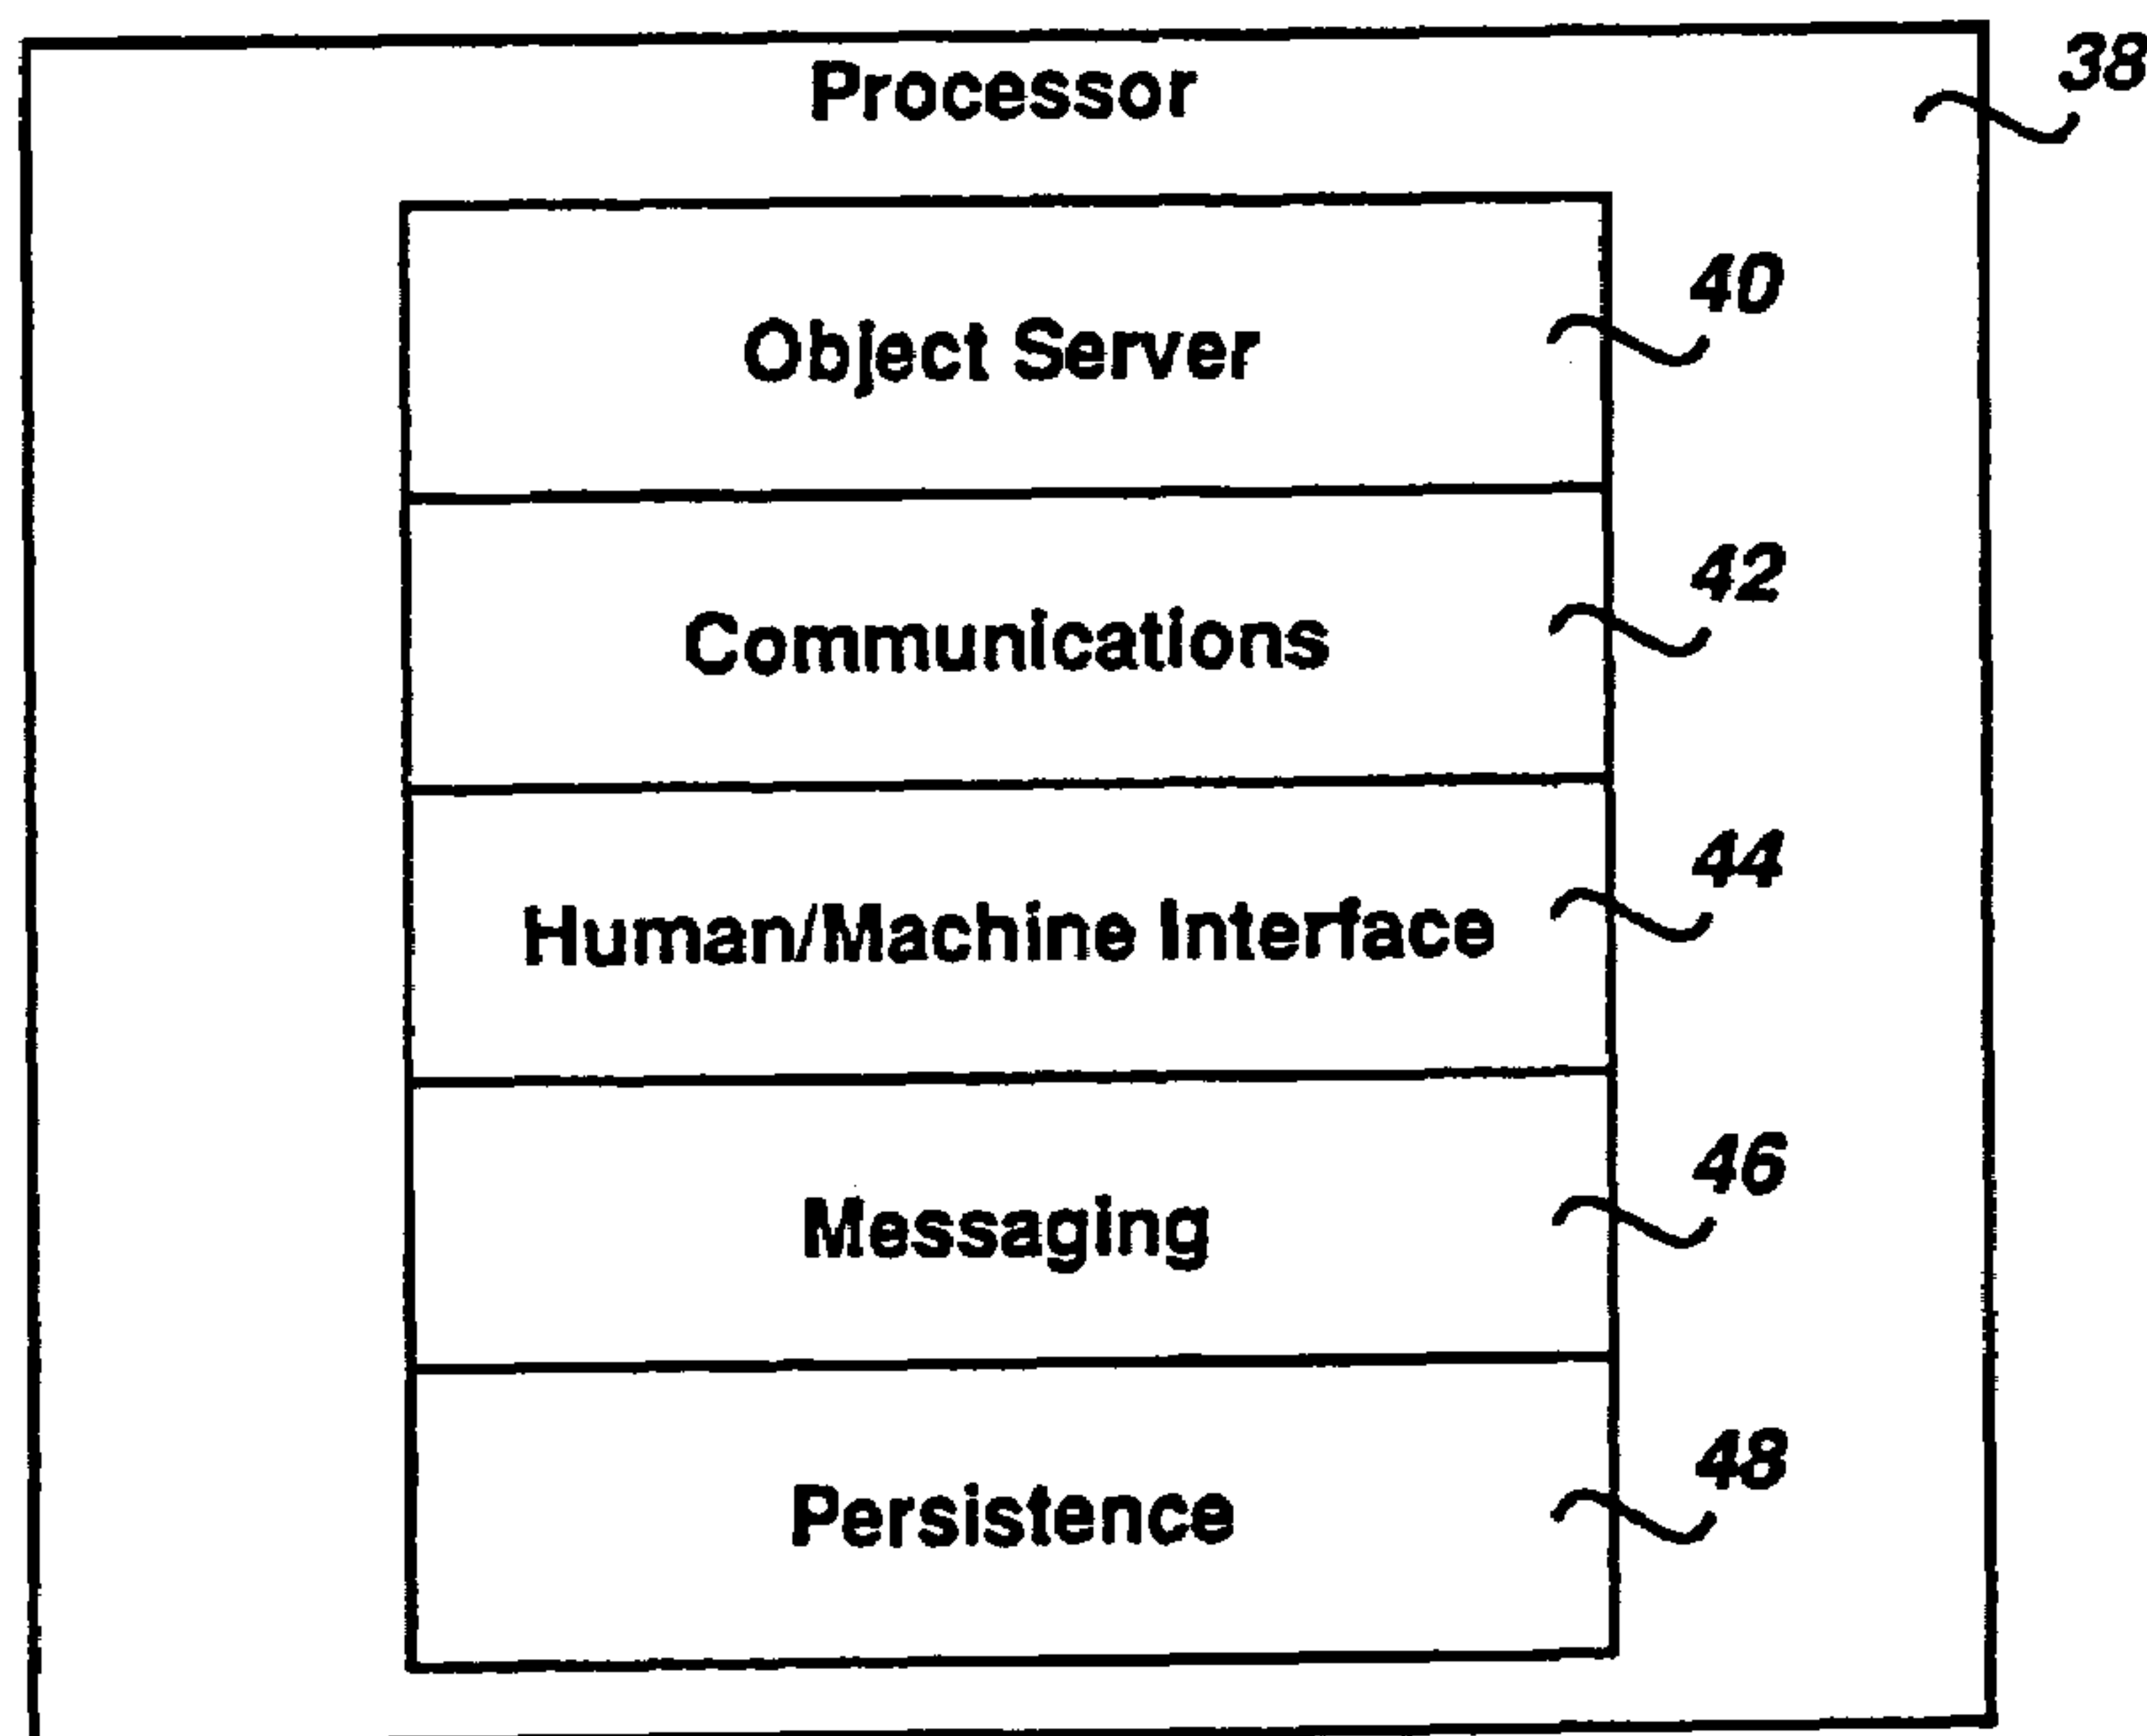 Processor
38
Object Server
40
Communications
42
Human/Machine Interface
44
Messaging
46
Persistence
48